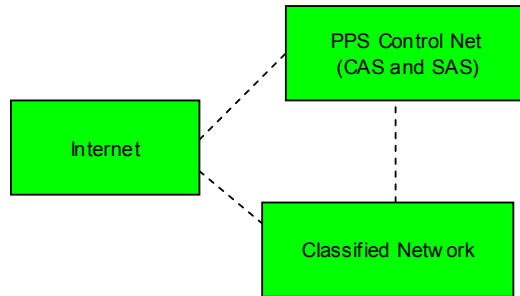 PPS Control Net
(CAS and SAS)
Internet
Classified Network